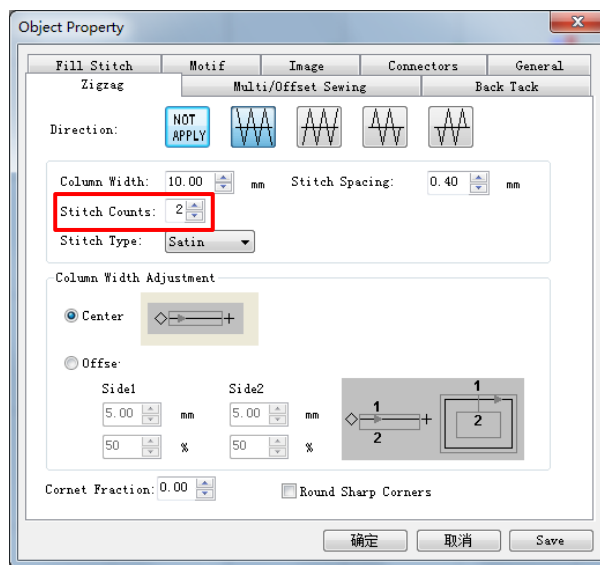 Object Property
Fill Stitch Motif Image Connectors General
Zigzag Multi/Offset Sewing Back Tack
Direction: NOT APPLY
Column Width: 10.00 mm Stitch Spacing: 0.40 mm
Stitch Counts: 2
Stitch Type: Satin
Column Width Adjustment
Center
Offse
Side1 Side2
5.00 mm 5.00 mm 1 2 1 2
50 % 50 %
Cornet Fraction: 0.00 Round Sharp Corners
确定 取消 Save